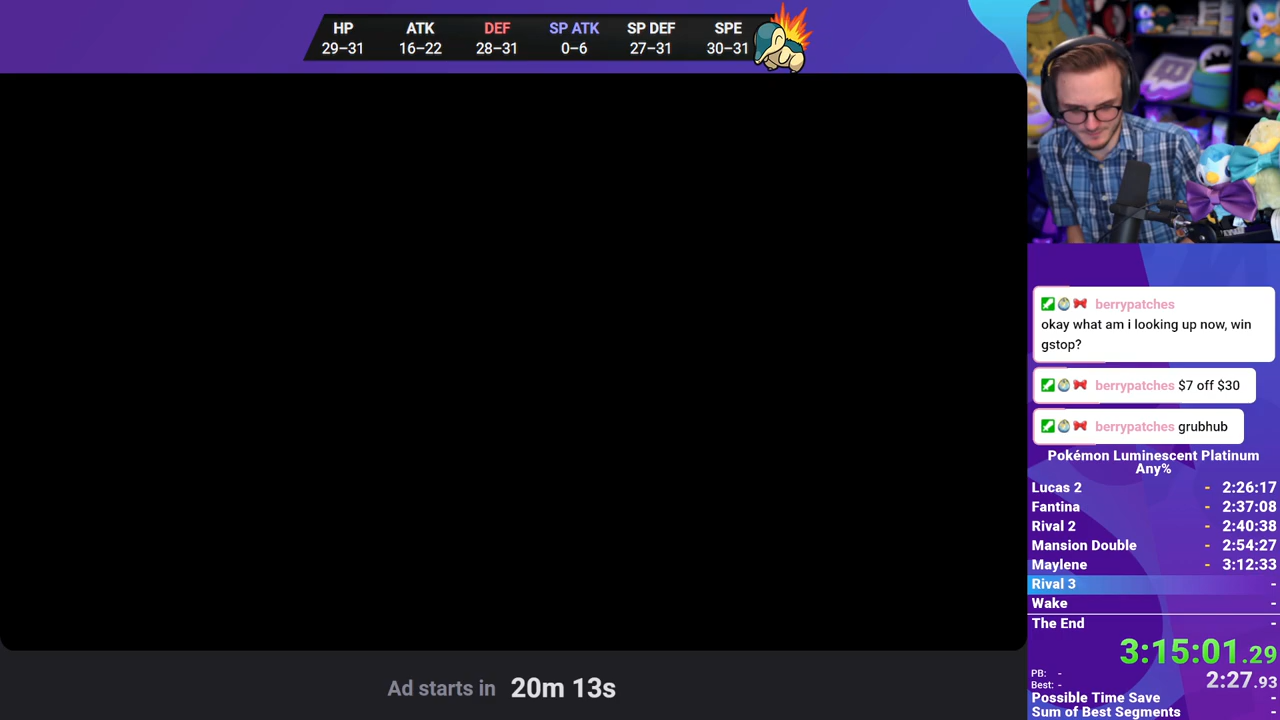 HP ATK DEF SP ATK SP DEF SPE
29–31 16–22 28–31 0–6 27–31 30–31
berrypatches
okay what am i looking up now, win
gstop?
berrypatches $7 off $30
berrypatches grubhub
Pokémon Luminescent Platinum
Any%
Lucas 2 - 2:26:17
Fantina - 2:37:08
Rival 2 - 2:40:38
Mansion Double - 2:54:27
Maylene - 3:12:33
Rival 3 -
Wake -
The End -
3:15:01.29
PB: -
Best: - 2:27.93
Possible Time Save -
Sum of Best Segments -
Ad starts in 20m 13s